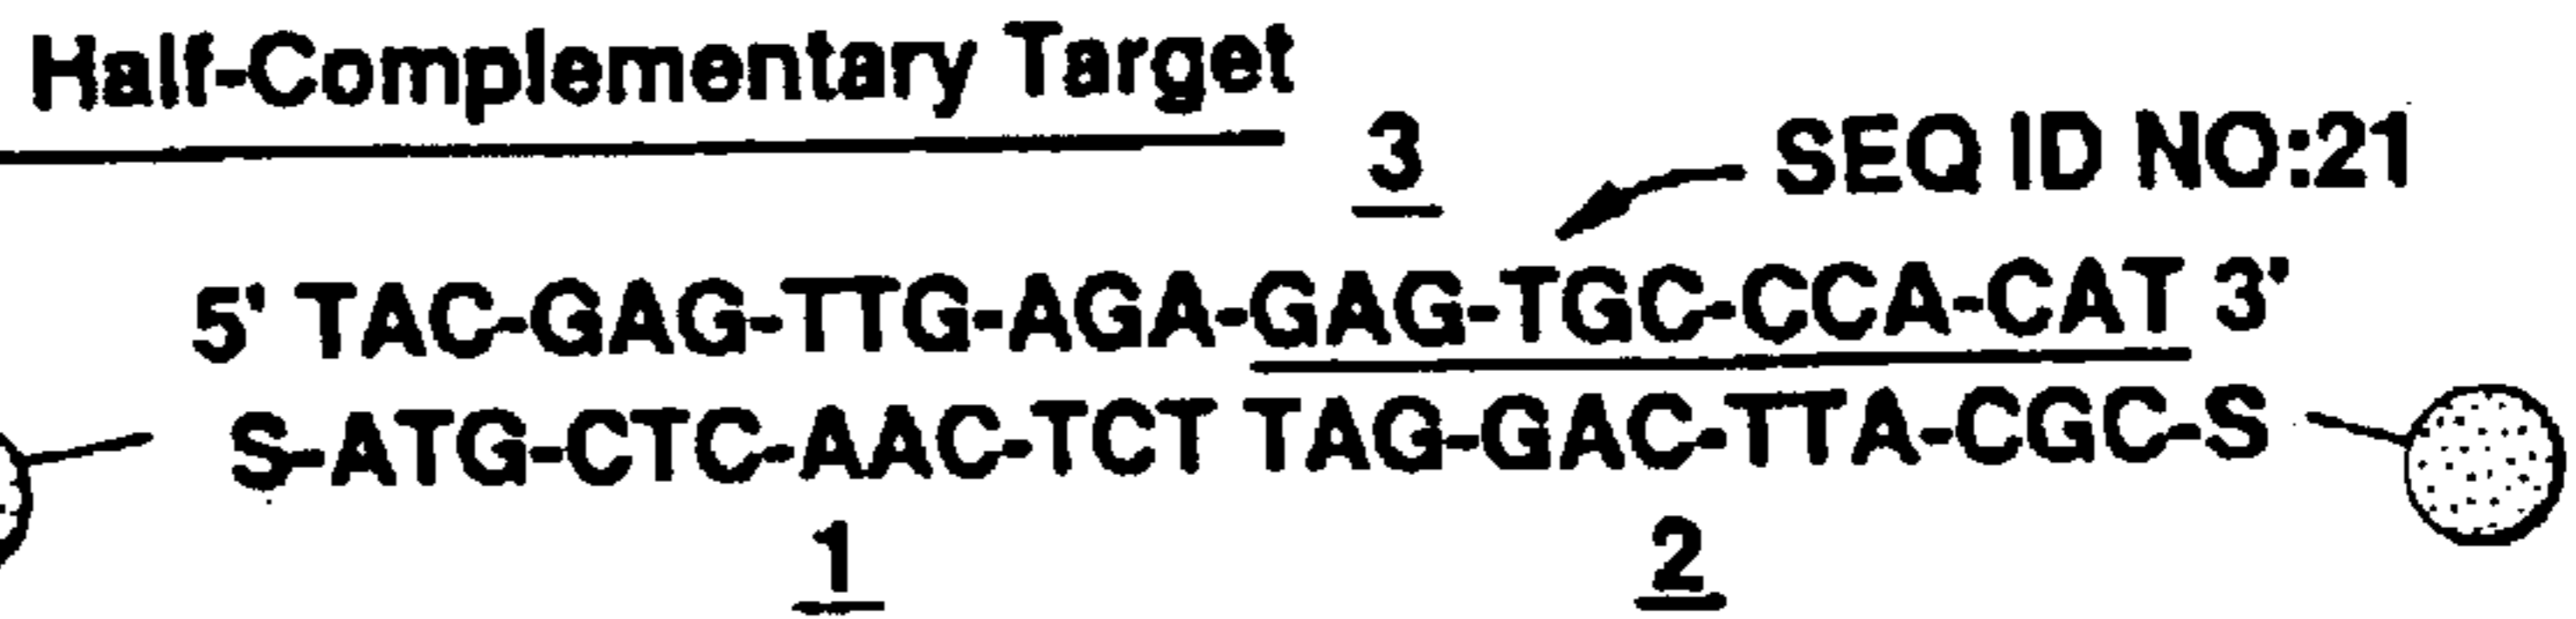 Half-Complementary Target
3
SEQ ID NO:21
5' TAC-GAG-TTG-AGA-GAG-TGC-CCA-CAT 3'
S-ATG-CTC-AAC-TCT TAG-GAC-TTA-CGC-S
1 2